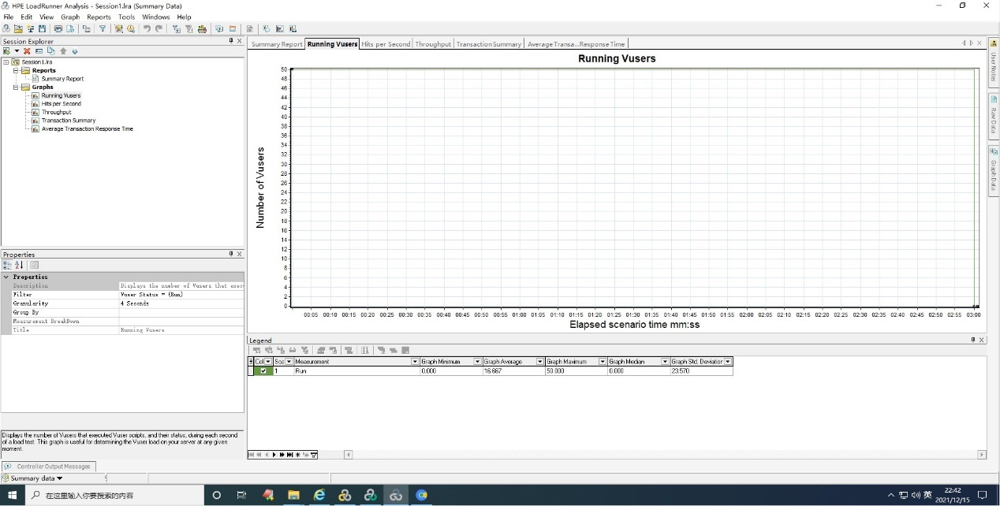 HPE LoadRunner Analysis - Session1.lra (Summary Data)
File Edit View Graph Reports Tools Windows Help
Session Explorer
Session1.lra
Reports
Summary Report
Graphs
Running Vusers
Hits per Second
Throughput
Transaction Summary
Average Transaction Response Time
Properties
Properties
Description Displays the number of Vusers that exec
Filter Vuser Status = (Run)
Granularity 4 Seconds
Group By
Measurement BreakDown
Title Running Vusers
Displays the number of Vusers that executed Vuser scripts, and their status, during each second
of a load test. This graph is useful for determining the Vuser load on your server at any given
moment.
Controller Output Messages
Summary data
Summary Report Running Vusers Hits per Second Throughput Transaction Summary Average Transa...Response Time
Running Vusers
Number of Vusers
50
48
46
44
42
40
38
36
34
32
30
28
26
24
22
20
18
16
14
12
10
8
6
4
2
0
00:05 00:10 00:15 00:20 00:25 00:30 00:35 00:40 00:45 00:50 00:55 01:00 01:05 01:10 01:15 01:20 01:25 01:30 01:35 01:40 01:45 01:50 01:55 02:00 02:05 02:10 02:15 02:20 02:25 02:30 02:35 02:40 02:45 02:50 02:55 03:00
Elapsed scenario time mm:ss
Legend
Col Sca Measurement Graph Minimum Graph Average Graph Maximum Graph Median Graph Std. Deviation
1 Run 0.000 16.667 50.000 0.000 23.570
User Notes
Raw Data
Graph Data
在这里输入你要搜索的内容
英
22:42
2021/12/15